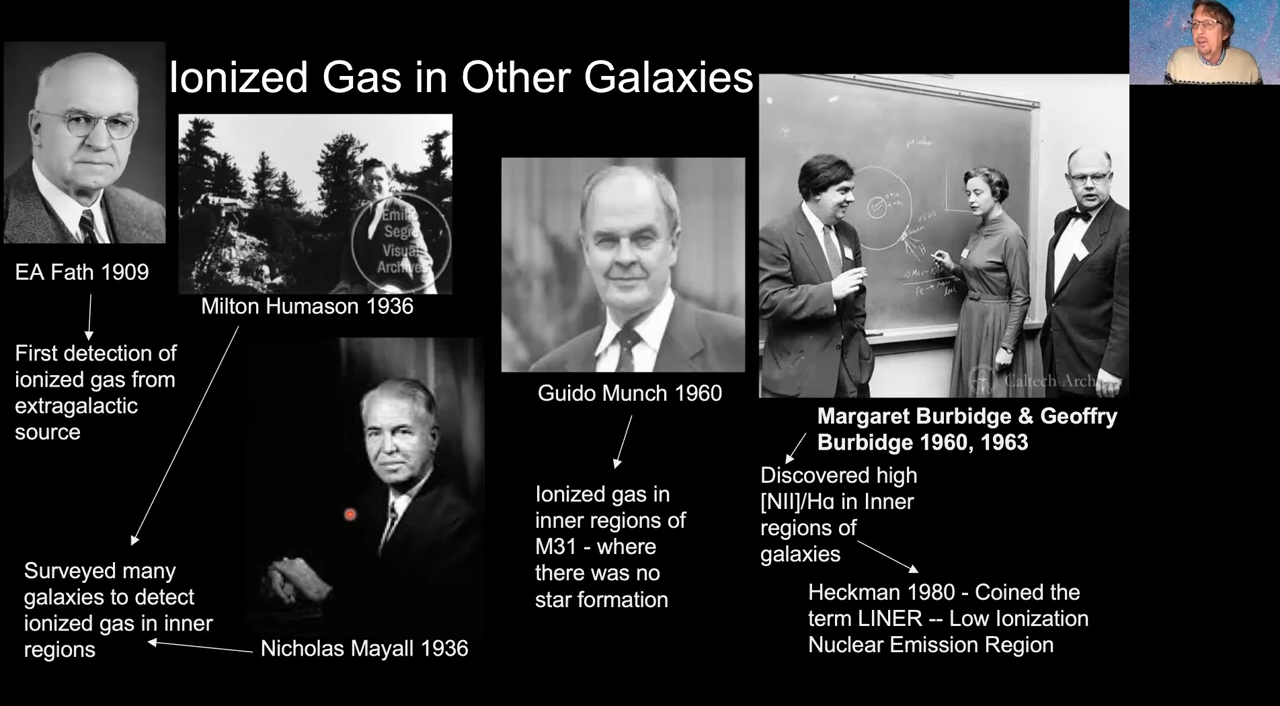 Ionized Gas in Other Galaxies
EA Fath 1909
First detection of
ionized gas from
extragalactic
source
Emilio
Segrè
Visual
Archives
Milton Humason 1936
Surveyed many
galaxies to detect
ionized gas in inner
regions
Nicholas Mayall 1936
Guido Munch 1960
Ionized gas in
inner regions of
M31 - where
there was no
star formation
Caltech Archives
Margaret Burbidge & Geoffry
Burbidge 1960, 1963
Discovered high
[NII]/Hα in Inner
regions of
galaxies
Heckman 1980 - Coined the
term LINER -- Low Ionization
Nuclear Emission Region